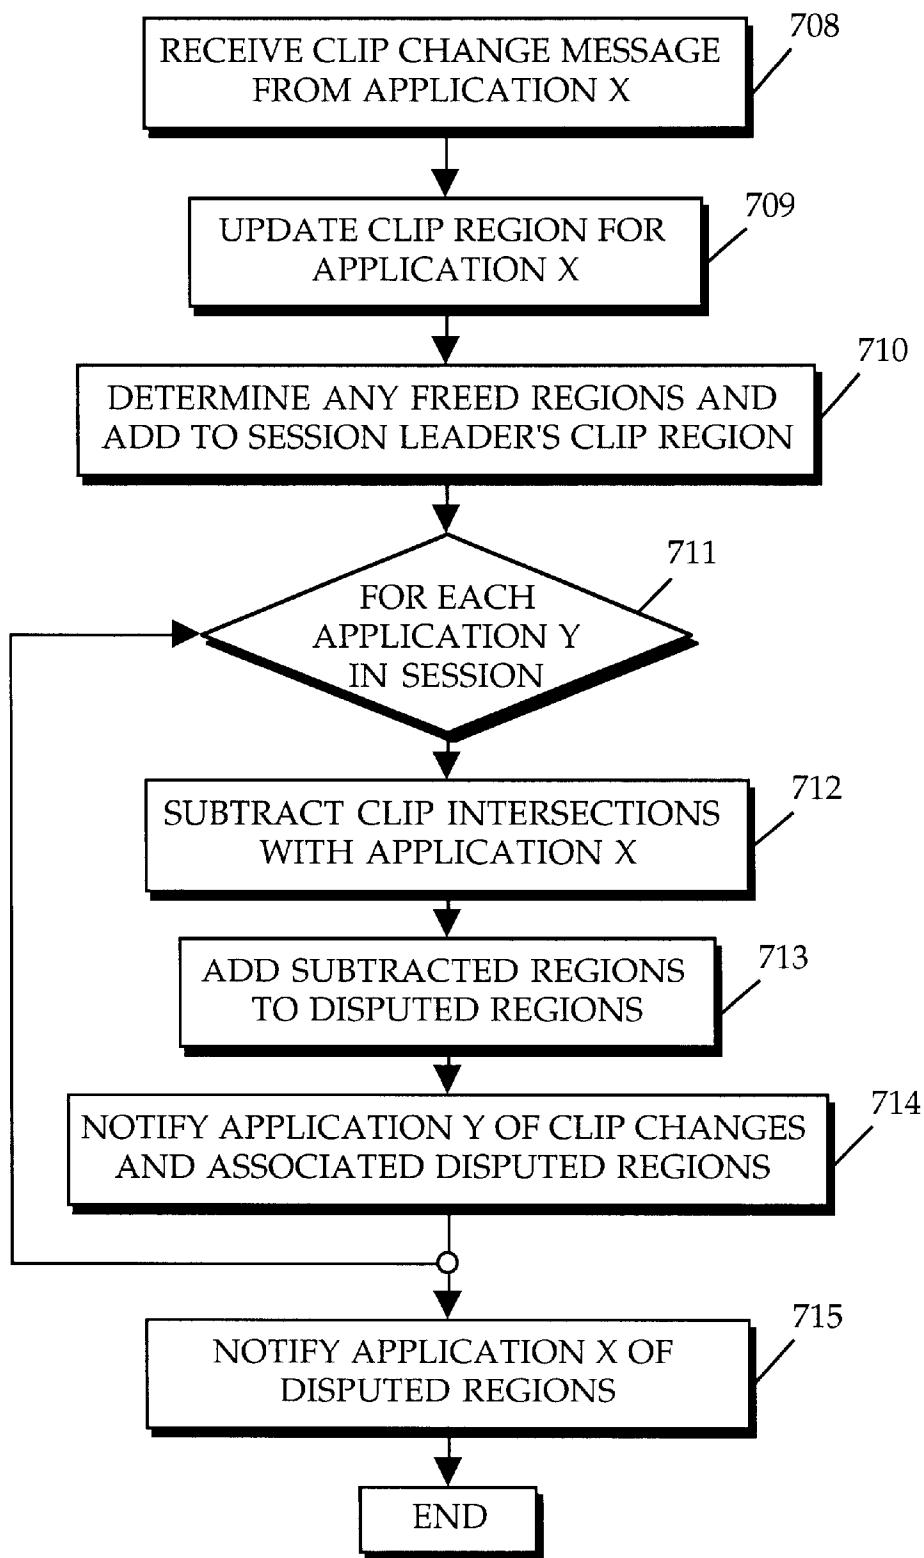 708
RECEIVE CLIP CHANGE MESSAGE
FROM APPLICATION X
709
UPDATE CLIP REGION FOR
APPLICATION X
710
DETERMINE ANY FREED REGIONS AND
ADD TO SESSION LEADER'S CLIP REGION
711
FOR EACH
APPLICATION Y
IN SESSION
712
SUBTRACT CLIP INTERSECTIONS
WITH APPLICATION X
713
ADD SUBTRACTED REGIONS
TO DISPUTED REGIONS
714
NOTIFY APPLICATION Y OF CLIP CHANGES
AND ASSOCIATED DISPUTED REGIONS
715
NOTIFY APPLICATION X OF
DISPUTED REGIONS
END